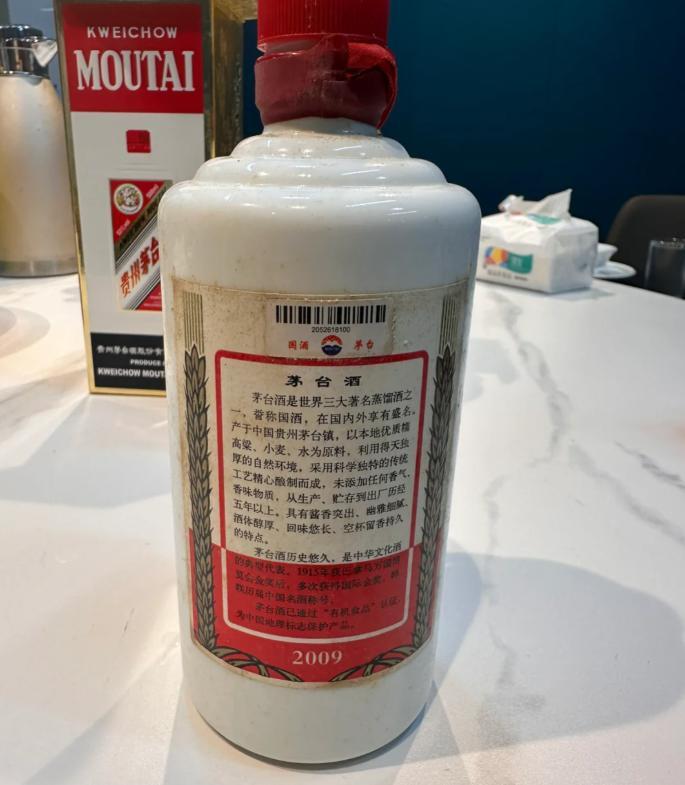 KWEICHOW
MOUTAI
贵州茅台
贵州茅台酒股份有
PRODUCE
KWEICHOW MOUT
2052618100
国酒 茅台
茅台酒
茅台酒是世界三大著名蒸馏酒之
一，誉称国酒，在国内外享有盛名。
产于中国贵州茅台镇，以本地优质糯
高粱、小麦、水为原料，利用得天独
厚的自然环境，采用科学独特的传统
工艺精心酿制而成，未添加任何香气、
香味物质，从生产、贮存到出厂历经
五年以上。具有酱香突出、幽雅细腻、
酒体醇厚、回味悠长、空杯留香持久
的特点。
茅台酒历史悠久，是中华文化酒
的典型代表。1915年获巴拿马万国博
览会金奖后，多次获得国际金奖，蝉
联历届中国名酒称号。
茅台酒已通过“有机食品”认证，
为中国地理标志保护产品。
2009